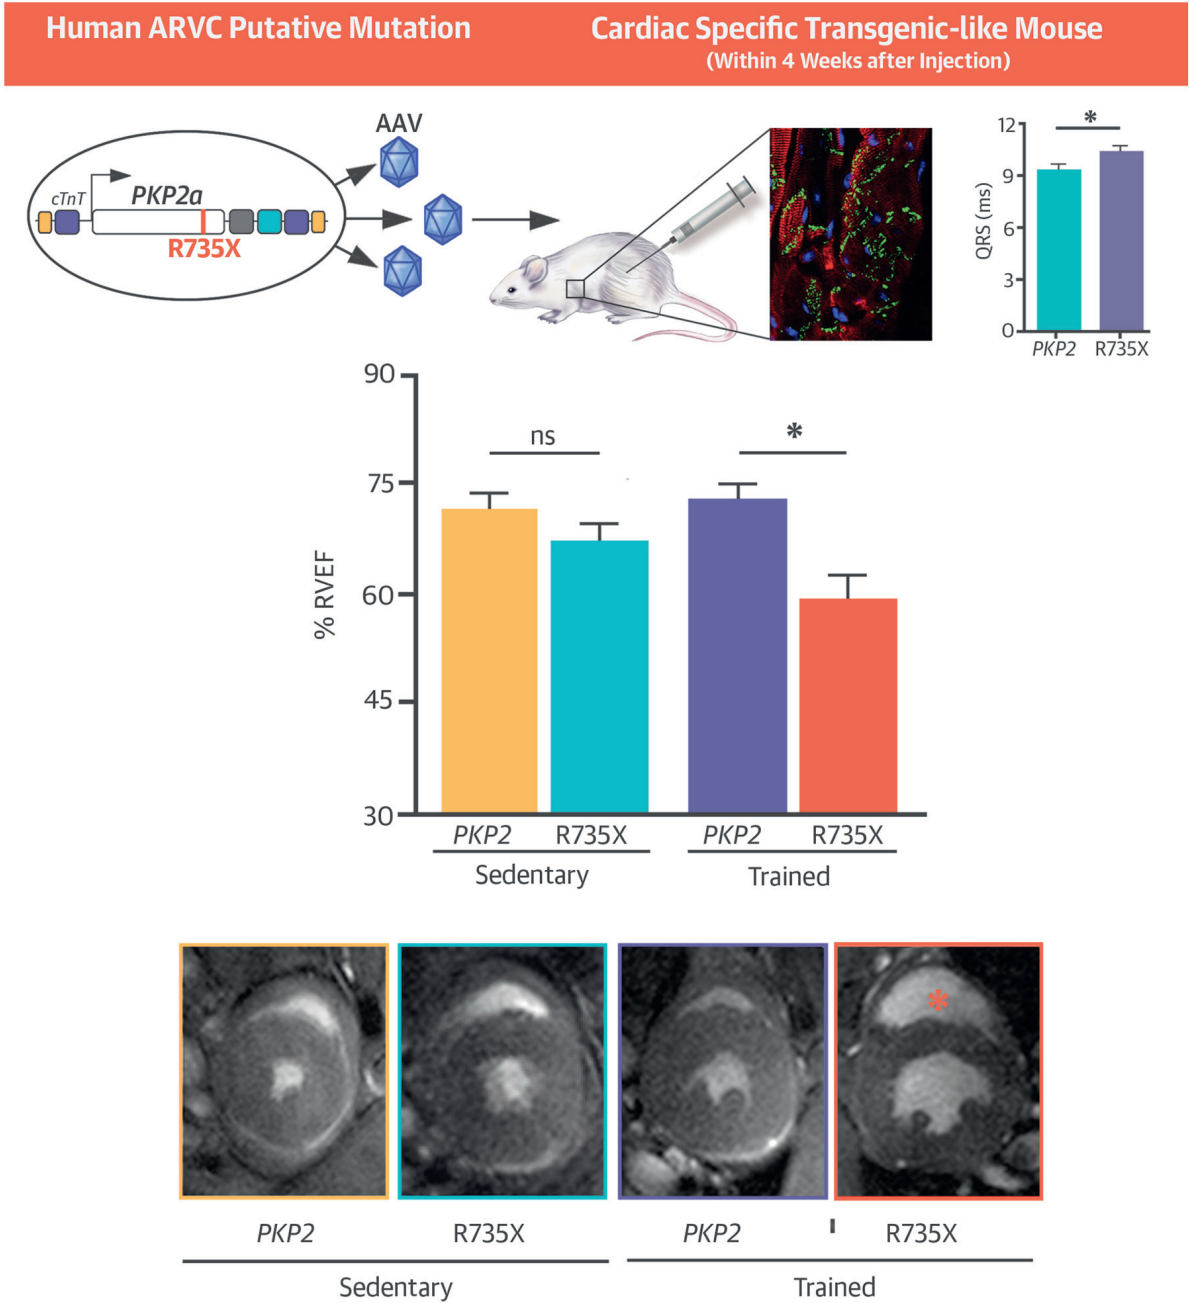 Human ARVC Putative Mutation
Cardiac Specific Transgenic-like Mouse
(Within 4 Weeks after Injection)
AAV
cTnT
PKP2a
R735X
12
*
9
6
3
0
QRS (ms)
PKP2
R735X
90
75
60
45
30
% RVEF
ns
*
PKP2
R735X
PKP2
R735X
Sedentary
Trained
*
PKP2
R735X
PKP2
R735X
Sedentary
Trained